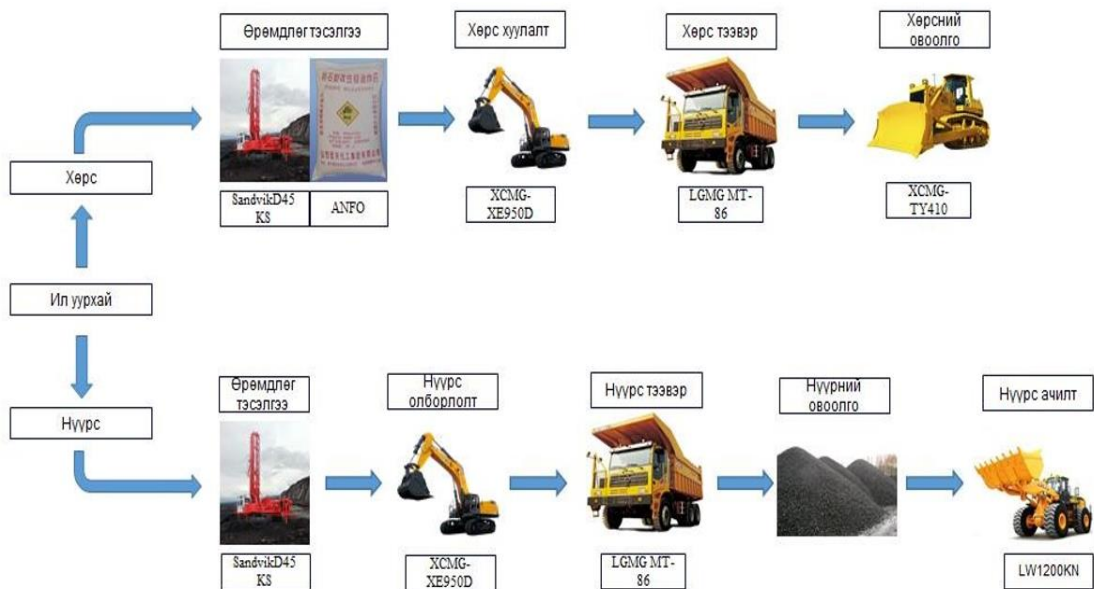 Өрөмдлөг тэсэлгээ
Хөрс хуулалт
Хөрс тээвэр
Хөрсний
овоолго
Хөрс
SandvikD45
KS
ANFO
XCMG-
XE950D
LGMG MT-
86
XCMG-
TY410
Ил уурхай
Нүүрс
Өрөмдлөг
тэсэлгээ
Нүүрс
олборлолт
Нүүрс тээвэр
Нүүрний
овоолго
Нүүрс ачилт
SandvikD45
KS
XCMG-
XE950D
LGMG MT-
86
LW1200KN